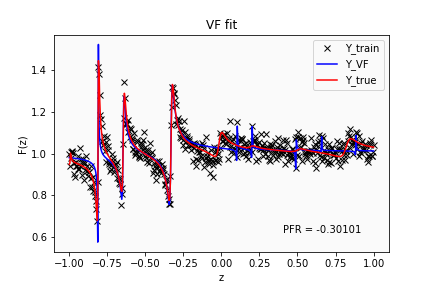 VF fit
Y_train
Y_VF
Y_true
F(z)
1.4
1.2
1.0
0.8
0.6
PFR = -0.30101
−1.00 −0.75 −0.50 −0.25 0.00 0.25 0.50 0.75 1.00
z